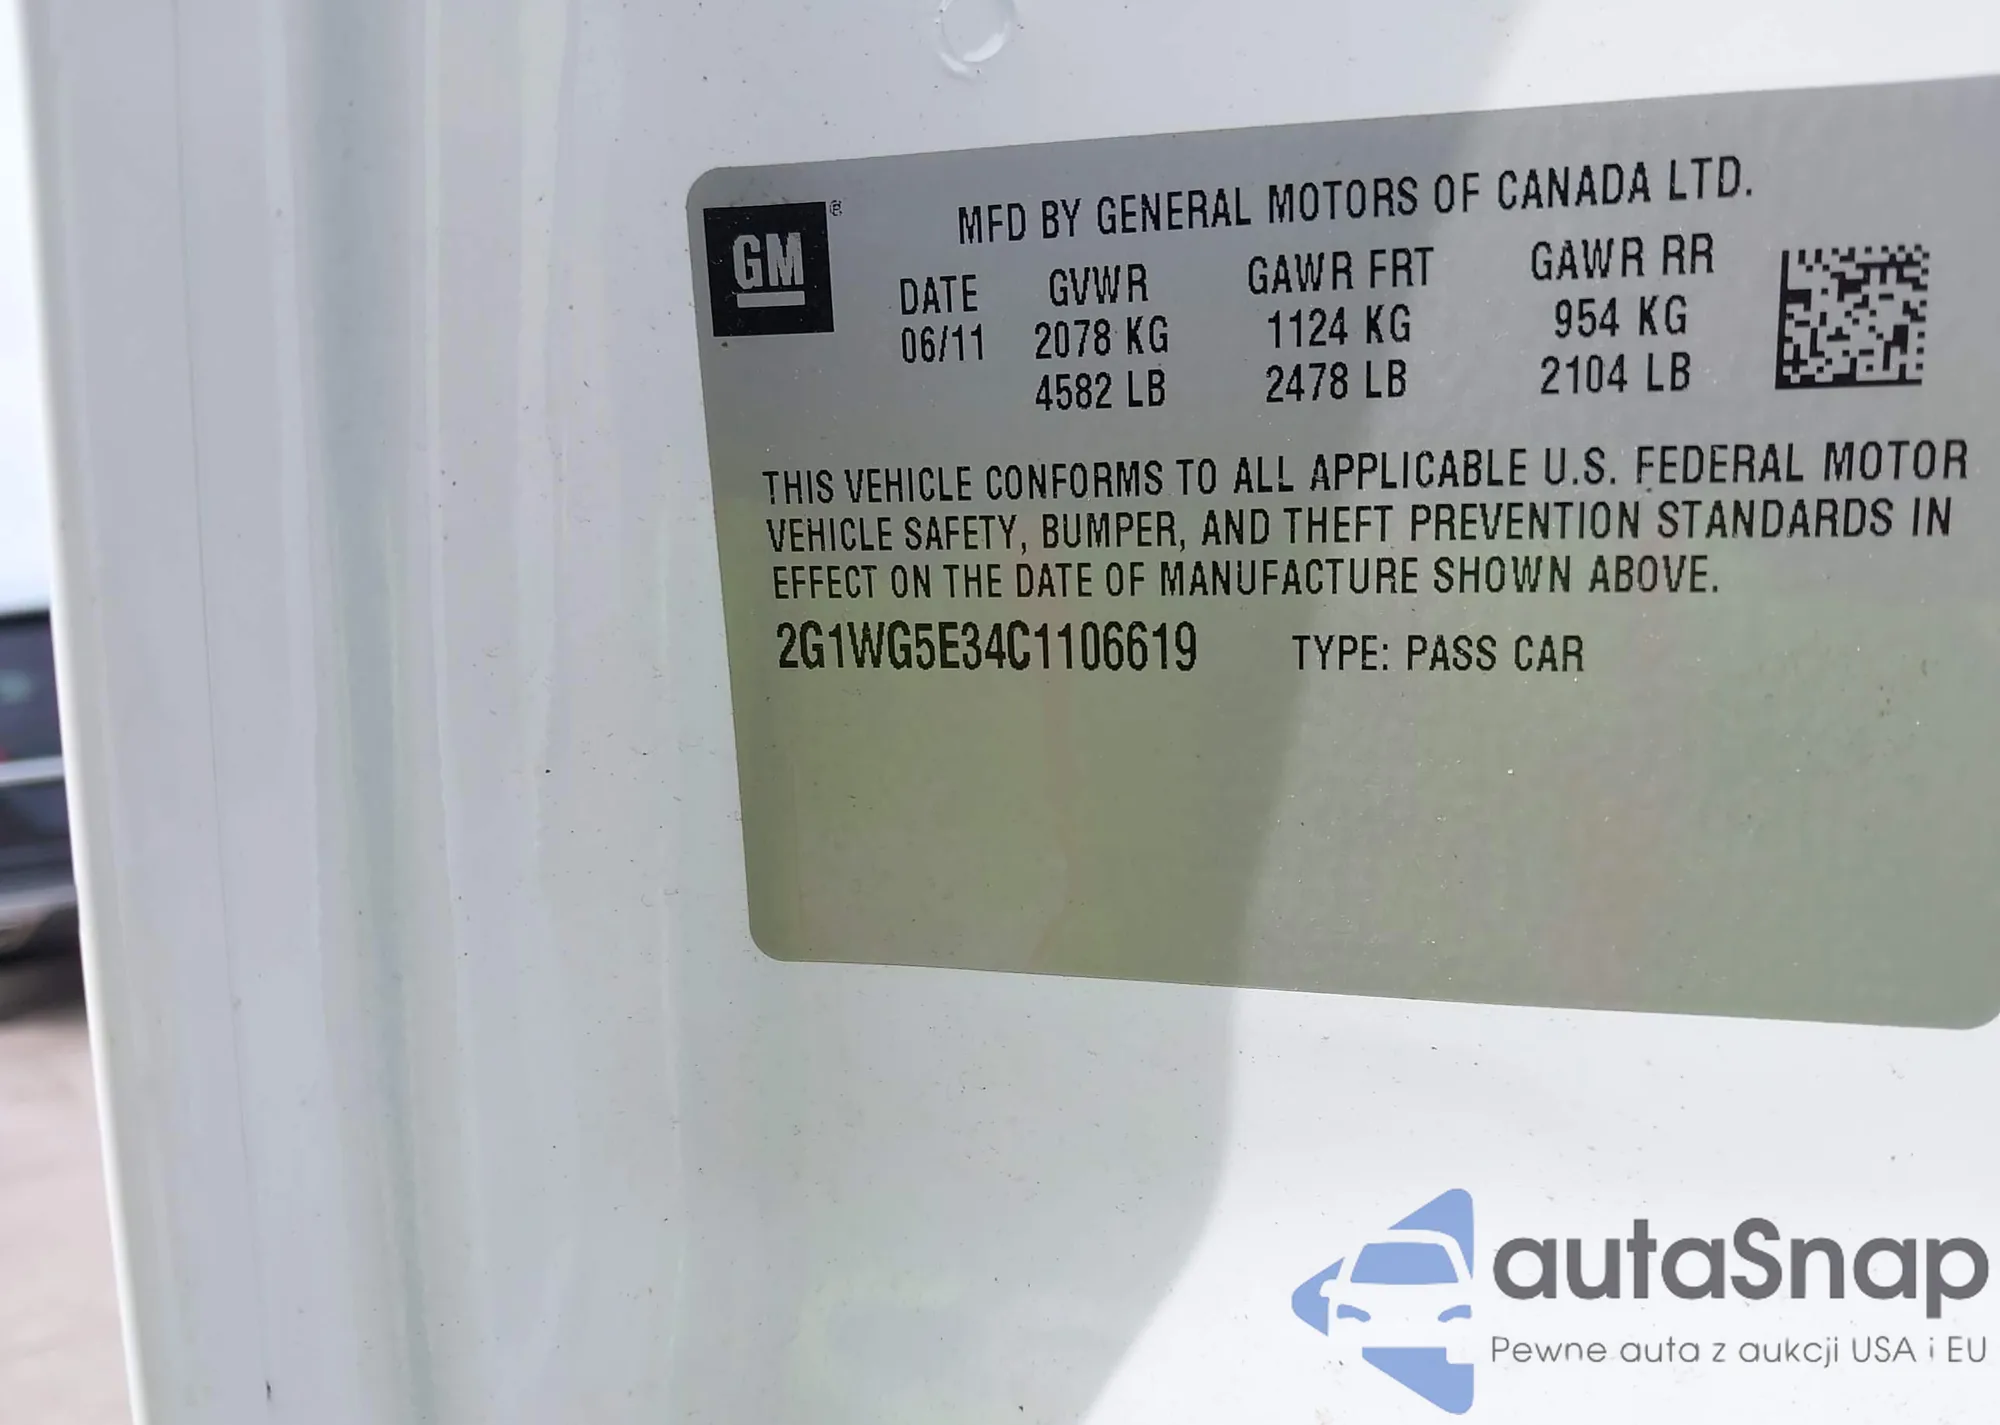 GM ®
MFD BY GENERAL MOTORS OF CANADA LTD.
DATE GVWR GAWR FRT GAWR RR
06/11 2078 KG 1124 KG 954 KG
4582 LB 2478 LB 2104 LB
THIS VEHICLE CONFORMS TO ALL APPLICABLE U.S. FEDERAL MOTOR
VEHICLE SAFETY, BUMPER, AND THEFT PREVENTION STANDARDS IN
EFFECT ON THE DATE OF MANUFACTURE SHOWN ABOVE.
2G1WG5E34C1106619 TYPE: PASS CAR
autaSnap
Pewne auta z aukcji USA i EU